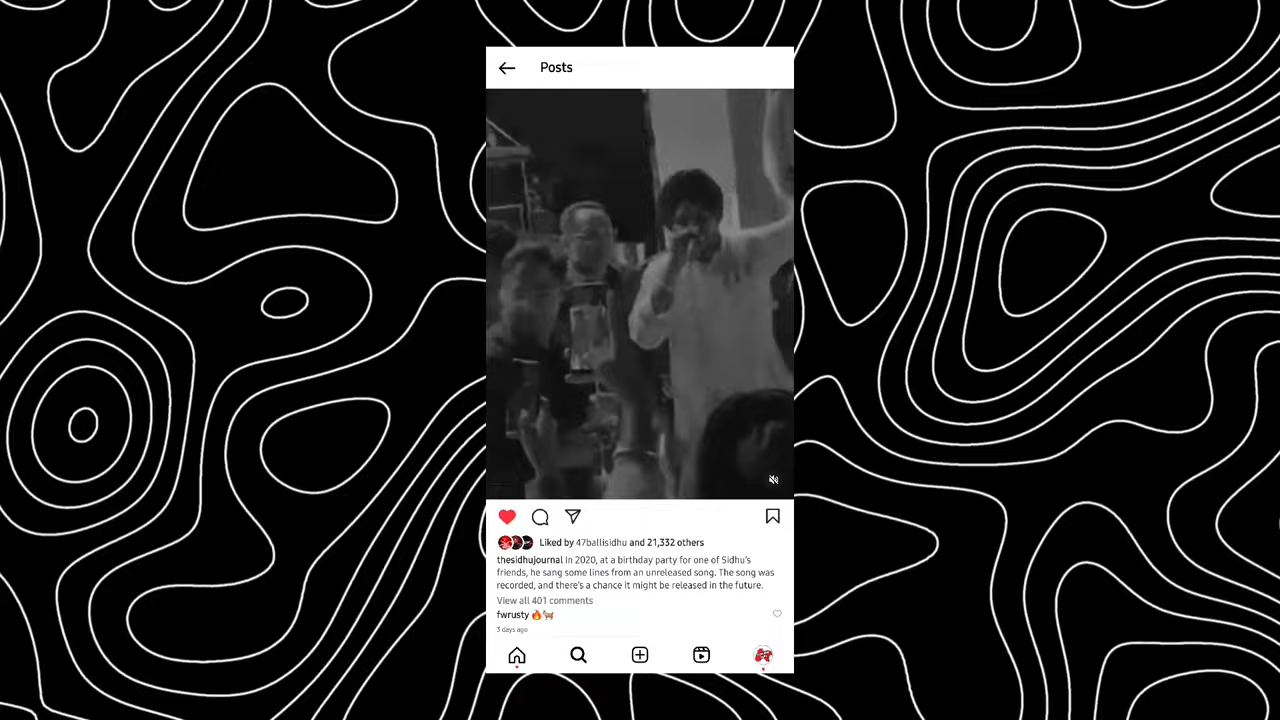 Posts
Liked by 47ballisidhu and 21,332 others
thesidhujournal In 2020, at a birthday party for one of Sidhu's
friends, he sang some lines from an unreleased song. The song was
recorded, and there's a chance it might be released in the future.
View all 401 comments
fwrusty 🔥🐐
3 days ago